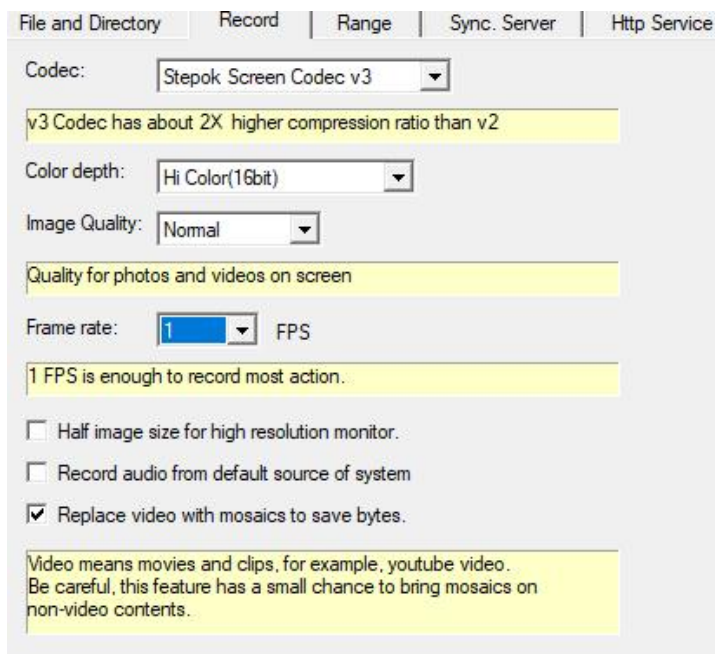 File and Directory Record Range Sync. Server Http Service
Codec: Stepok Screen Codec v3
v3 Codec has about 2X higher compression ratio than v2
Color depth: Hi Color(16bit)
Image Quality: Normal
Quality for photos and videos on screen
Frame rate: 1 FPS
1 FPS is enough to record most action.
Half image size for high resolution monitor.
Record audio from default source of system
Replace video with mosaics to save bytes.
Video means movies and clips, for example, youtube video.
Be careful, this feature has a small chance to bring mosaics on
non-video contents.